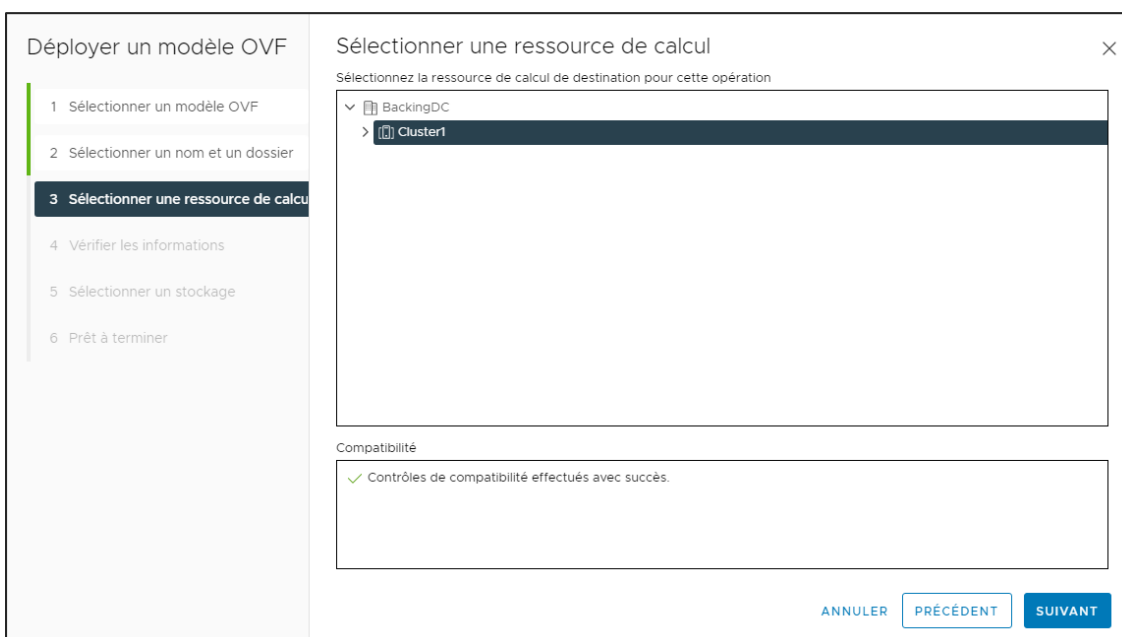 Déployer un modèle OVF
1 Sélectionner un modèle OVF
2 Sélectionner un nom et un dossier
3 Sélectionner une ressource de calcu
4 Vérifier les informations
5 Sélectionner un stockage
6 Prêt à terminer
Sélectionner une ressource de calcul
Sélectionnez la ressource de calcul de destination pour cette opération
BackingDC
Cluster1
Compatibilité
Contrôles de compatibilité effectués avec succès.
ANNULER PRÉCÉDENT SUIVANT